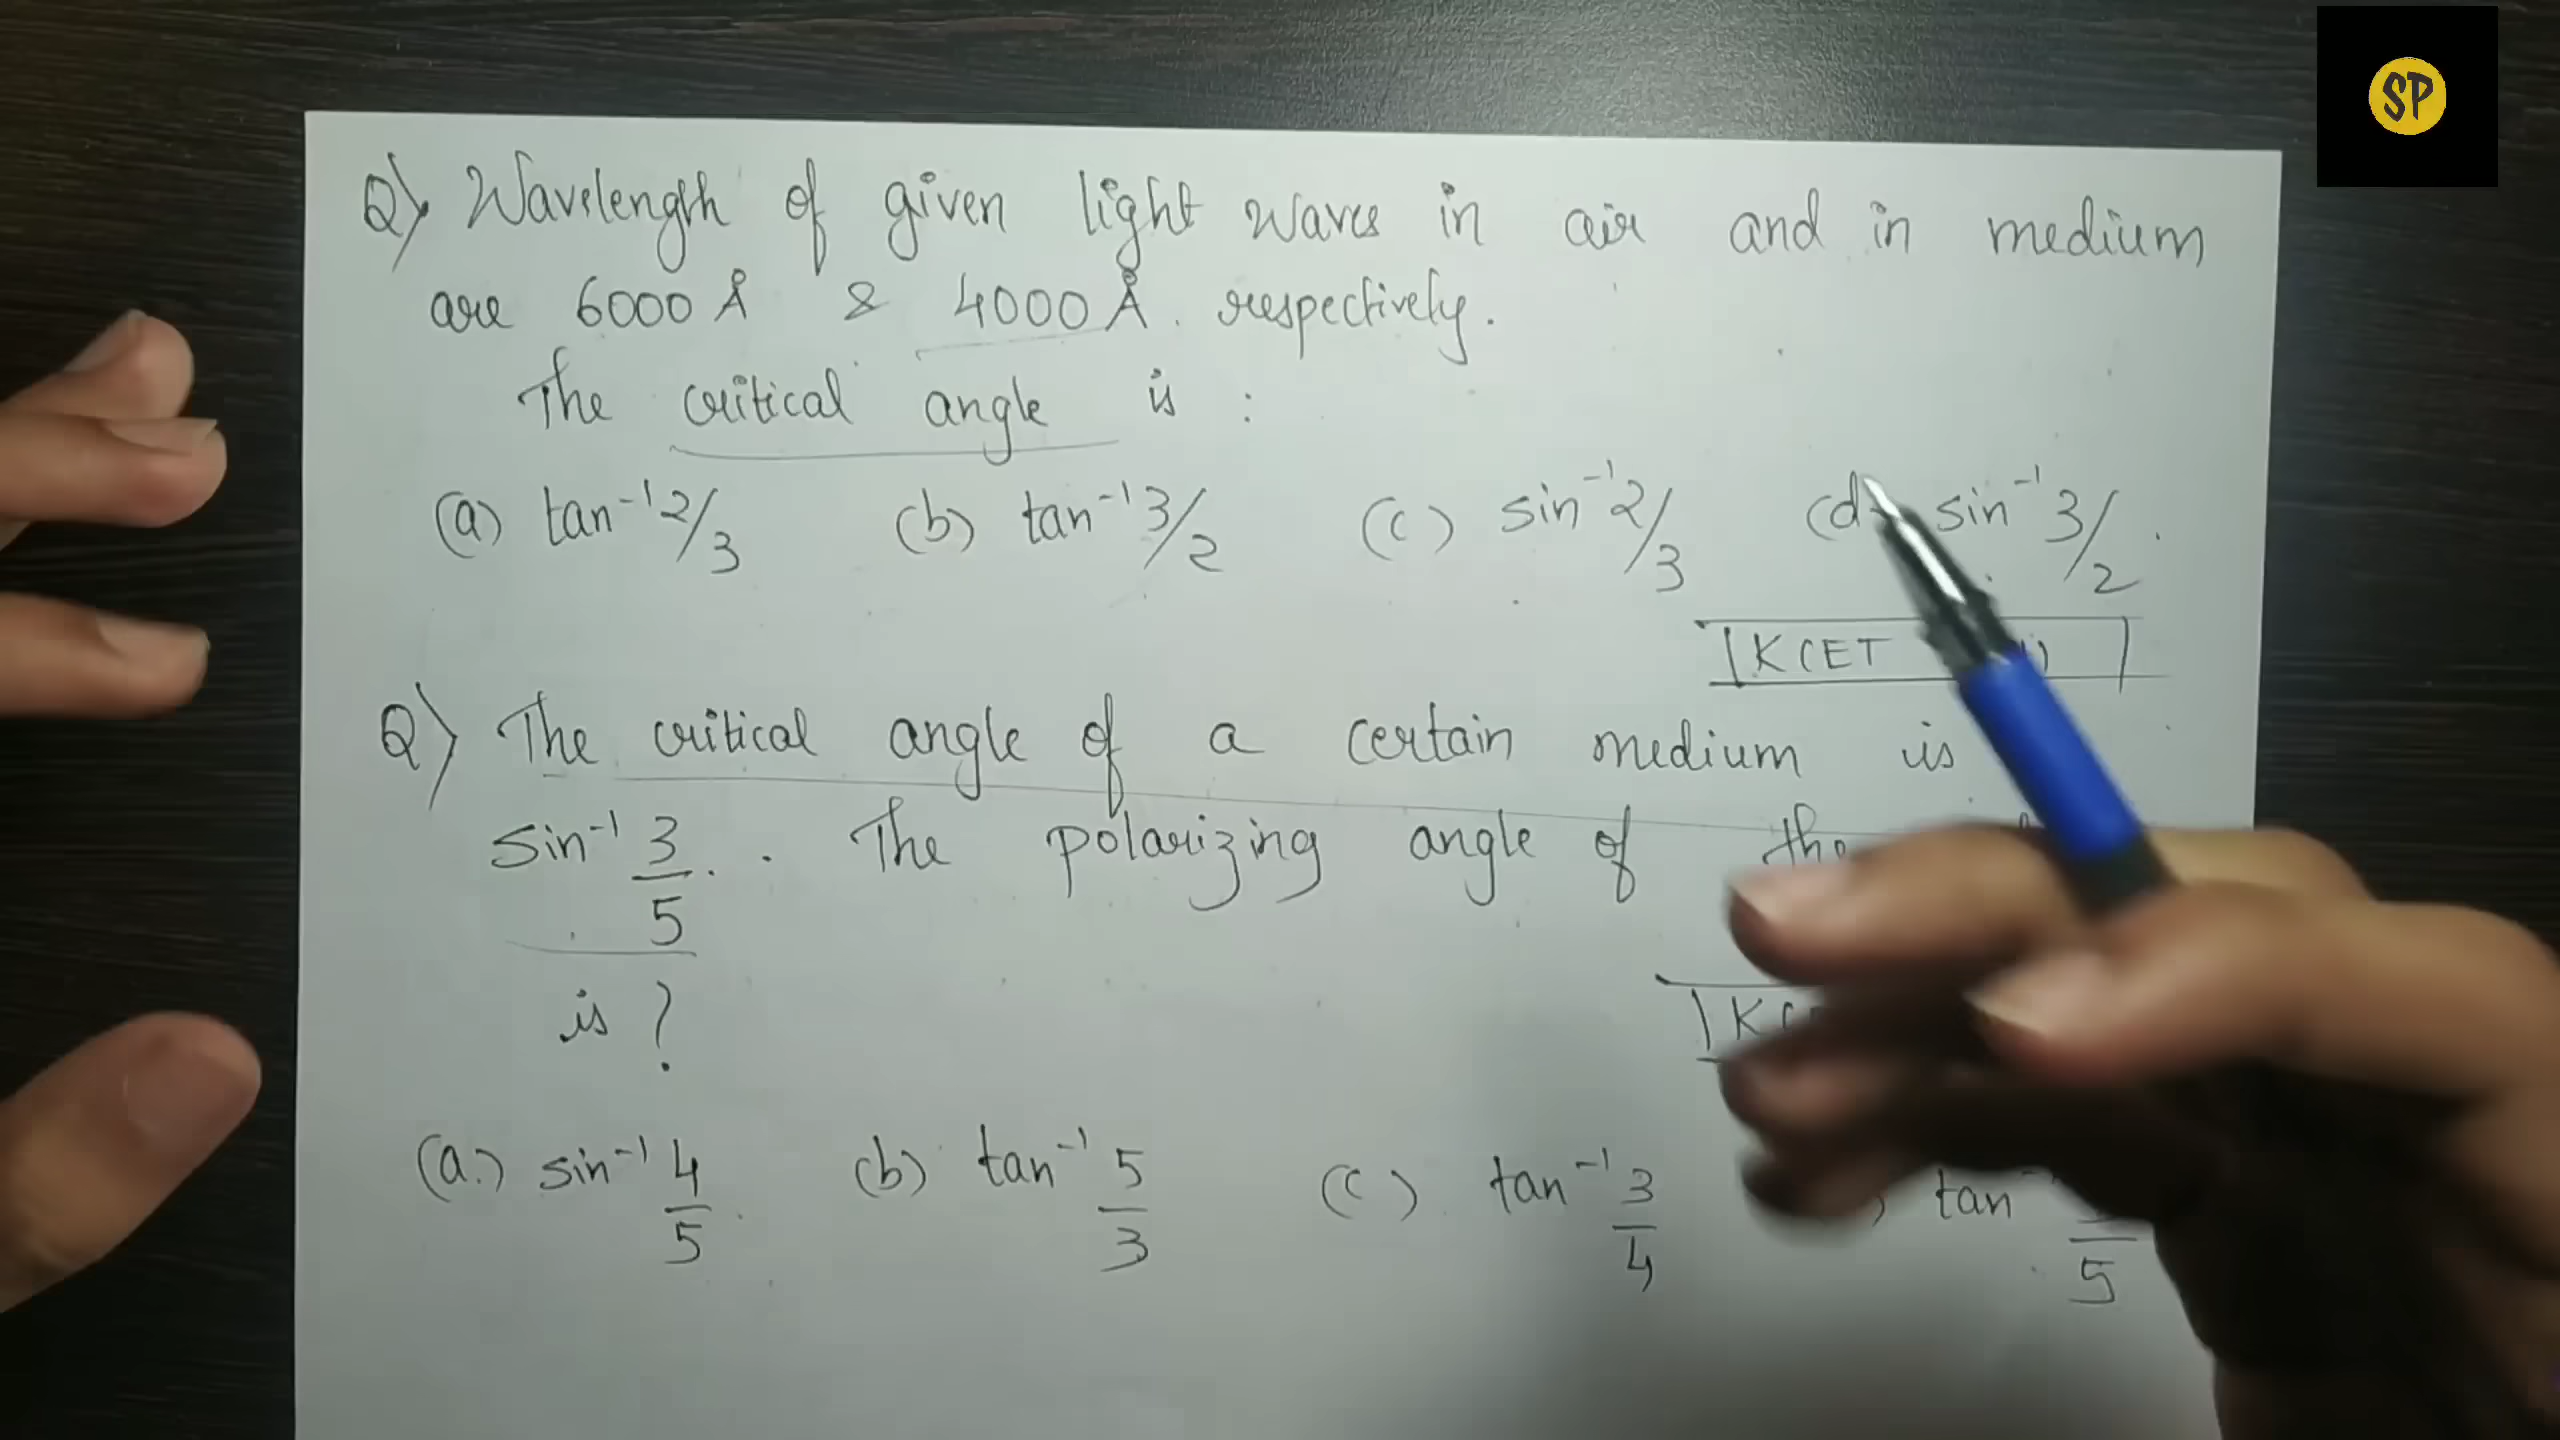 SP
Q) Wavelength of given light waves in air and in medium
are 6000 Å & 4000 Å. respectively.
The critical angle is :
(a) tan⁻¹ 2/3 (b) tan⁻¹ 3/2 (c) sin⁻¹ 2/3 (d) sin⁻¹ 3/2.
KCET
Q) The critical angle of a certain medium is
sin⁻¹ 3/5. The polarizing angle of the
is ?
(a.) sin⁻¹ 4/5. (b) tan⁻¹ 5/3 (c) tan⁻¹ 3/4 tan
5